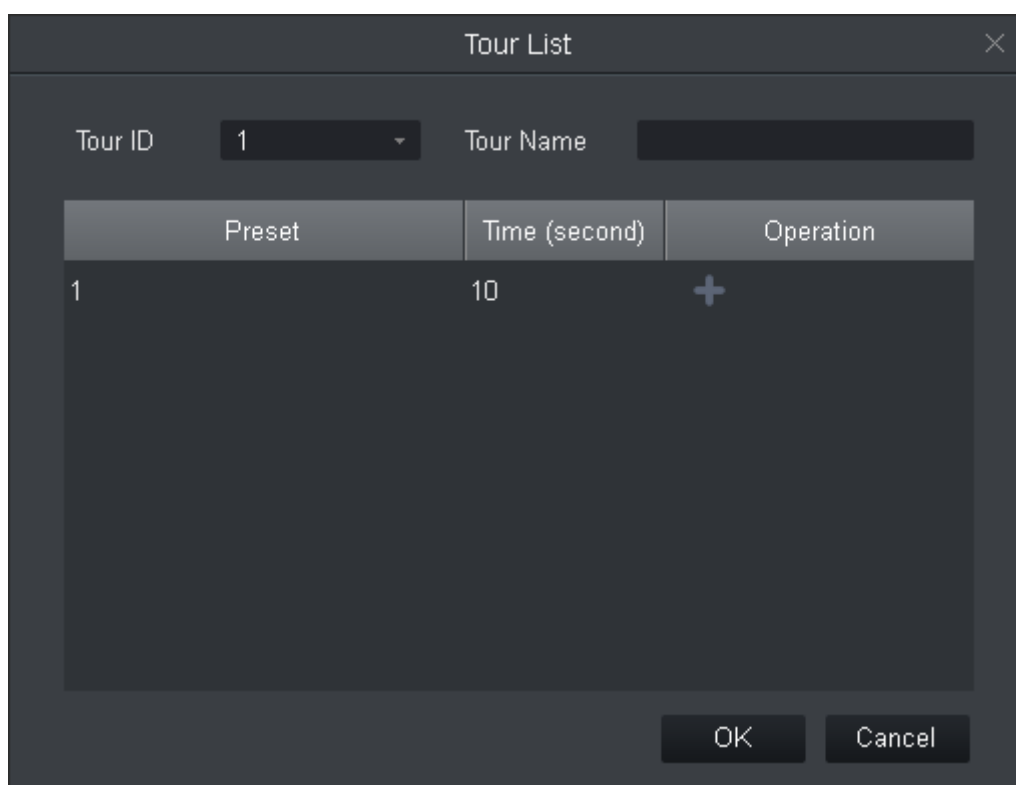 Tour List
Tour ID 1 Tour Name
Preset Time (second) Operation
1 10
OK Cancel